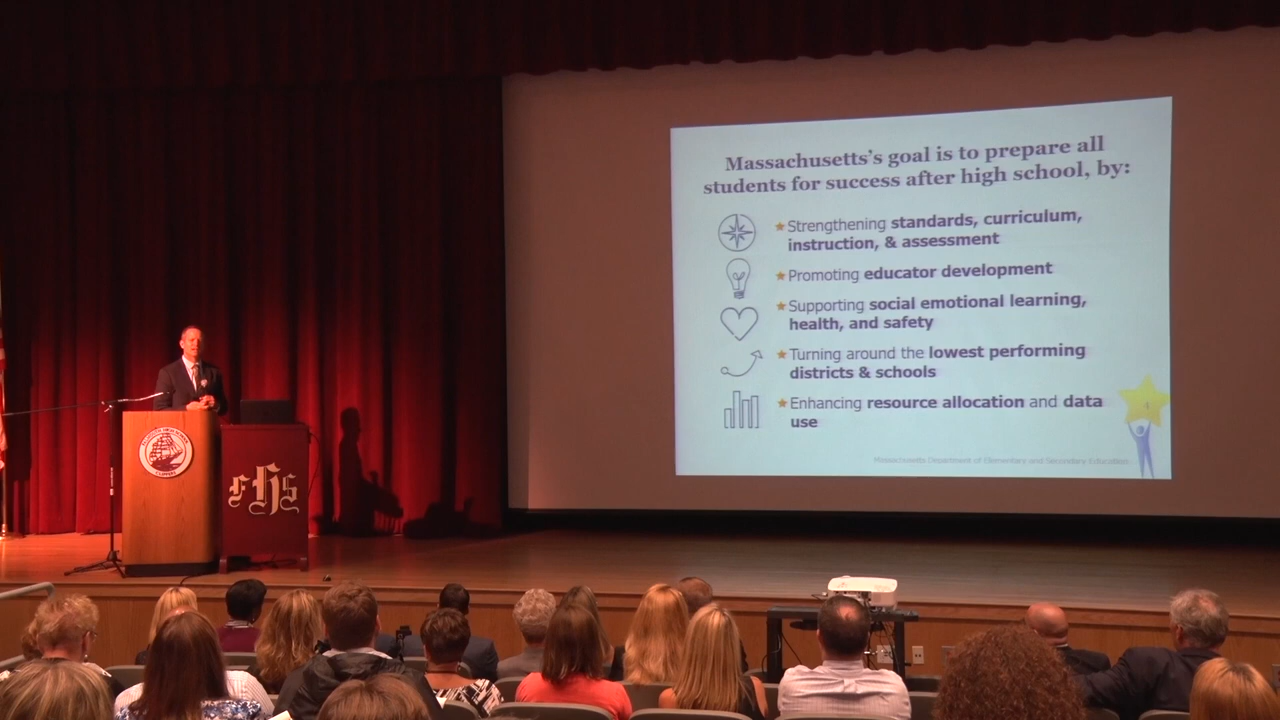 Massachusetts's goal is to prepare all
students for success after high school, by:
Strengthening standards, curriculum,
instruction, & assessment
Promoting educator development
Supporting social emotional learning,
health, and safety
Turning around the lowest performing
districts & schools
Enhancing resource allocation and data
use
Massachusetts Department of Elementary and Secondary Education
FHS